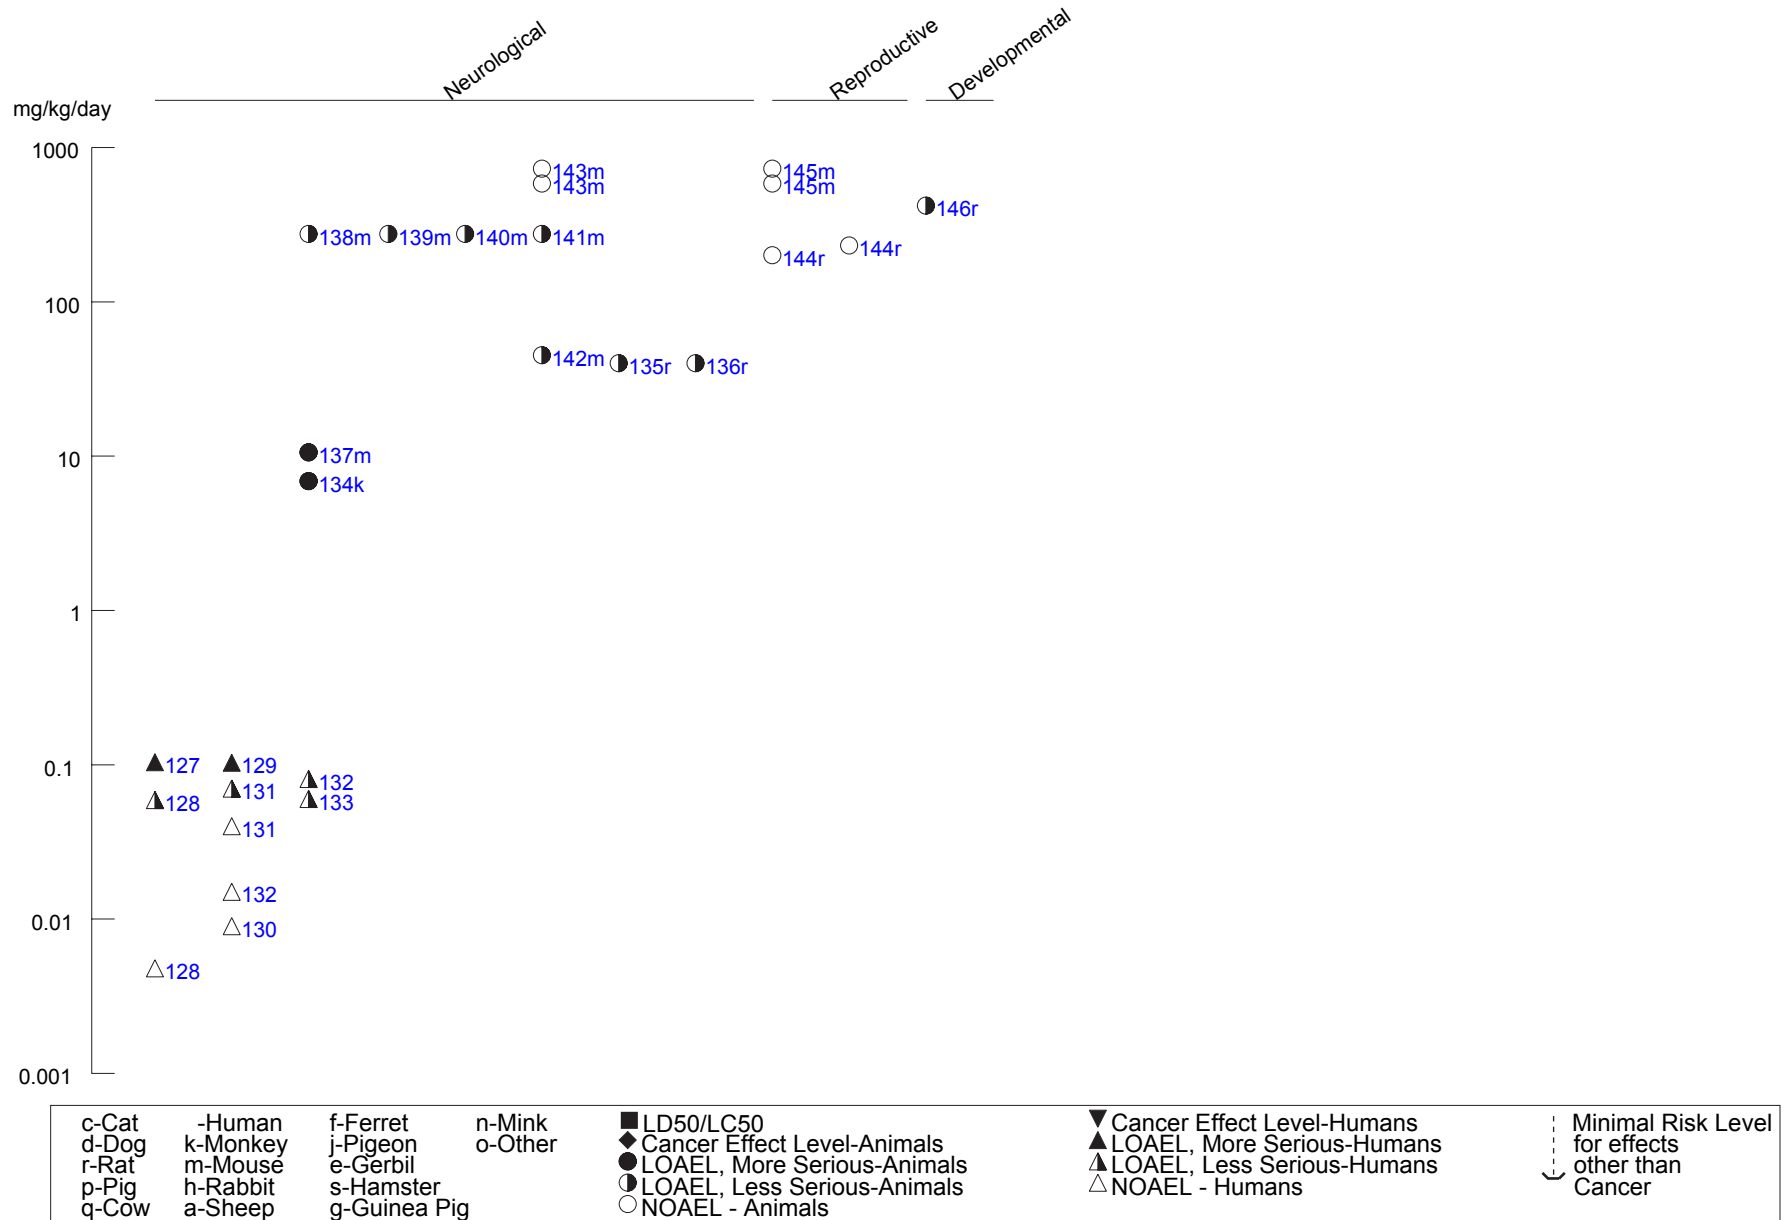 Neurological
Reproductive
Developmental
mg/kg/day
1000
143m
145m
143m
145m
146r
138m
139m
140m
141m
144r
144r
100
142m
135r
136r
137m
10
134k
1
0.1
127
129
132
131
128
133
131
132
0.01
130
128
0.001
c-Cat -Human f-Ferret n-Mink LD50/LC50 Cancer Effect Level-Humans Minimal Risk Level
d-Dog k-Monkey j-Pigeon o-Other Cancer Effect Level-Animals LOAEL, More Serious-Humans for effects
r-Rat m-Mouse e-Gerbil LOAEL, More Serious-Animals LOAEL, Less Serious-Humans other than
p-Pig h-Rabbit s-Hamster LOAEL, Less Serious-Animals NOAEL - Humans Cancer
q-Cow a-Sheep g-Guinea Pig NOAEL - Animals